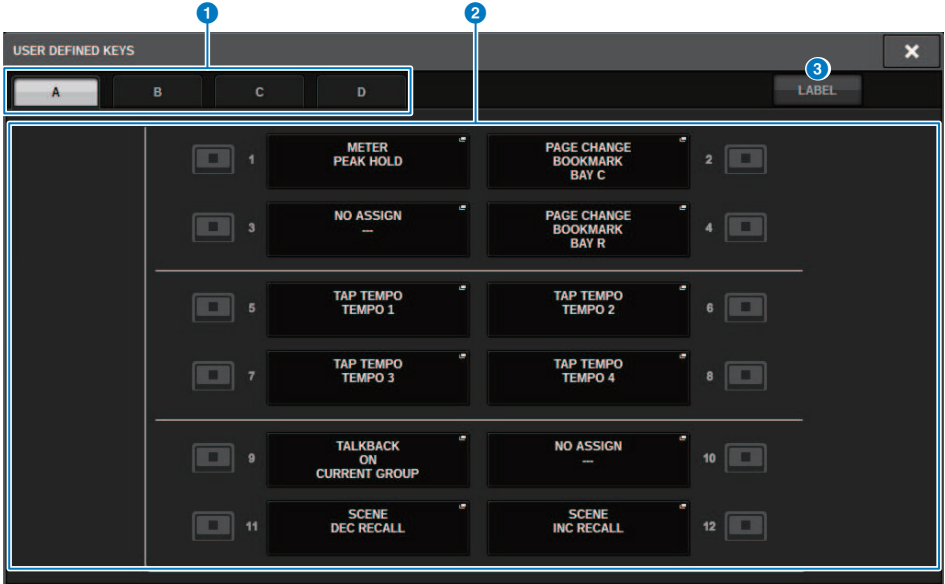 1
2
USER DEFINED KEYS
3
A B C D LABEL
1 METER
PEAK HOLD
PAGE CHANGE
BOOKMARK
BAY C
2
3 NO ASSIGN
---
PAGE CHANGE
BOOKMARK
BAY R
4
5 TAP TEMPO
TEMPO 1
TAP TEMPO
TEMPO 2
6
7 TAP TEMPO
TEMPO 3
TAP TEMPO
TEMPO 4
8
9 TALKBACK
ON
CURRENT GROUP
NO ASSIGN
---
10
11 SCENE
DEC RECALL
SCENE
INC RECALL
12